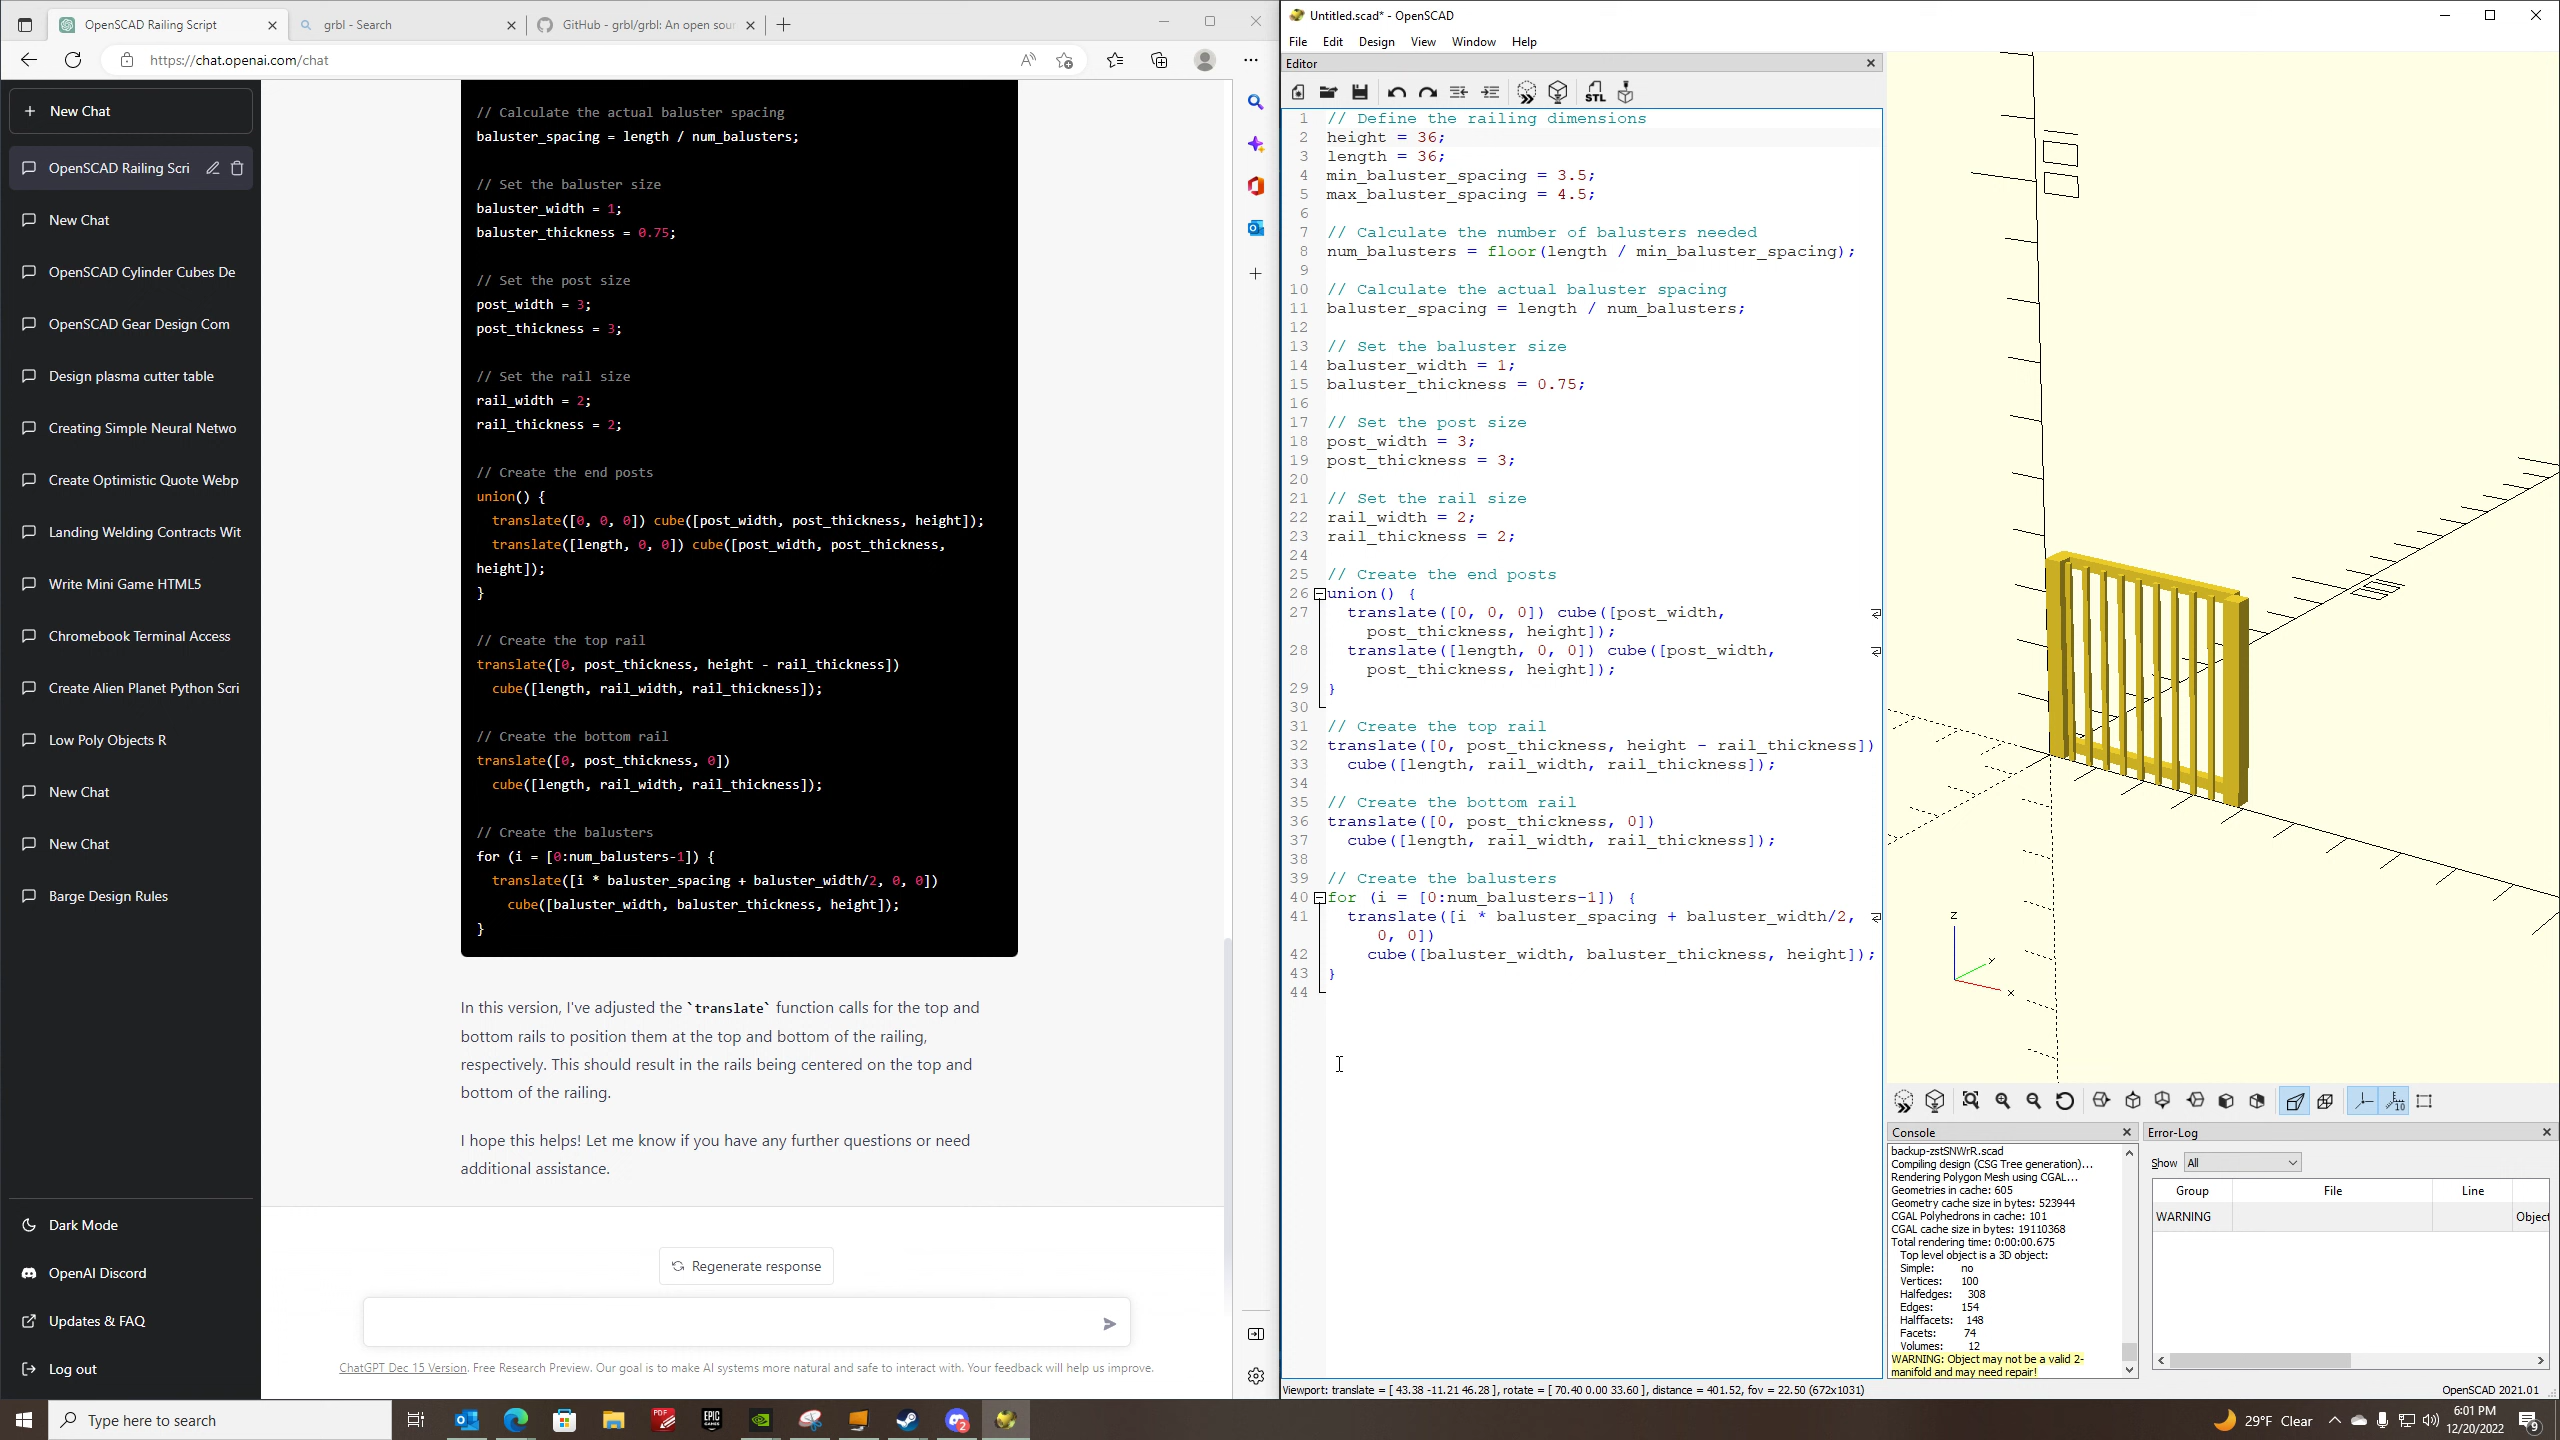 OpenSCAD Railing Script
grbl - Search
GitHub - grbl/grbl: An open sour
https://chat.openai.com/chat
New Chat
OpenSCAD Railing Scri
New Chat
OpenSCAD Cylinder Cubes De
OpenSCAD Gear Design Com
Design plasma cutter table
Creating Simple Neural Netwo
Create Optimistic Quote Webp
Landing Welding Contracts Wit
Write Mini Game HTML5
Chromebook Terminal Access
Create Alien Planet Python Scri
Low Poly Objects R
New Chat
New Chat
Barge Design Rules
Dark Mode
OpenAI Discord
Updates & FAQ
Log out
// Calculate the actual baluster spacing
baluster_spacing = length / num_balusters;
// Set the baluster size
baluster_width = 1;
baluster_thickness = 0.75;
// Set the post size
post_width = 3;
post_thickness = 3;
// Set the rail size
rail_width = 2;
rail_thickness = 2;
// Create the end posts
union() {
translate([0, 0, 0]) cube([post_width, post_thickness, height]);
translate([length, 0, 0]) cube([post_width, post_thickness,
height]);
}
// Create the top rail
translate([0, post_thickness, height - rail_thickness])
cube([length, rail_width, rail_thickness]);
// Create the bottom rail
translate([0, post_thickness, 0])
cube([length, rail_width, rail_thickness]);
// Create the balusters
for (i = [0:num_balusters-1]) {
translate([i * baluster_spacing + baluster_width/2, 0, 0])
cube([baluster_width, baluster_thickness, height]);
}
In this version, I've adjusted the `translate` function calls for the top and
bottom rails to position them at the top and bottom of the railing,
respectively. This should result in the rails being centered on the top and
bottom of the railing.
I hope this helps! Let me know if you have any further questions or need
additional assistance.
Regenerate response
ChatGPT Dec 15 Version. Free Research Preview. Our goal is to make AI systems more natural and safe to interact with. Your feedback will help us improve.
Untitled.scad* - OpenSCAD
File Edit Design View Window Help
Editor
STL
1 // Define the railing dimensions
2 height = 36;
3 length = 36;
4 min_baluster_spacing = 3.5;
5 max_baluster_spacing = 4.5;
6
7 // Calculate the number of balusters needed
8 num_balusters = floor(length / min_baluster_spacing);
9
10 // Calculate the actual baluster spacing
11 baluster_spacing = length / num_balusters;
12
13 // Set the baluster size
14 baluster_width = 1;
15 baluster_thickness = 0.75;
16
17 // Set the post size
18 post_width = 3;
19 post_thickness = 3;
20
21 // Set the rail size
22 rail_width = 2;
23 rail_thickness = 2;
24
25 // Create the end posts
26 union() {
27 translate([0, 0, 0]) cube([post_width,
post_thickness, height]);
28 translate([length, 0, 0]) cube([post_width,
post_thickness, height]);
29 }
30
31 // Create the top rail
32 translate([0, post_thickness, height - rail_thickness])
33 cube([length, rail_width, rail_thickness]);
34
35 // Create the bottom rail
36 translate([0, post_thickness, 0])
37 cube([length, rail_width, rail_thickness]);
38
39 // Create the balusters
40 for (i = [0:num_balusters-1]) {
41 translate([i * baluster_spacing + baluster_width/2,
0, 0])
42 cube([baluster_width, baluster_thickness, height]);
43 }
44
z
y
x
10
Console
backup-zstSNWrR.scad
Compiling design (CSG Tree generation)...
Rendering Polygon Mesh using CGAL...
Geometries in cache: 605
Geometry cache size in bytes: 523944
CGAL Polyhedrons in cache: 101
CGAL cache size in bytes: 19110368
Total rendering time: 0:00:00.675
Top level object is a 3D object:
Simple: no
Vertices: 100
Halfedges: 308
Edges: 154
Halffacets: 148
Facets: 74
Volumes: 12
WARNING: Object may not be a valid 2-
manifold and may need repair!
Error-Log
Show All
Group File Line
WARNING Object
Viewport: translate = [ 43.38 -11.21 46.28 ], rotate = [ 70.40 0.00 33.60 ], distance = 401.52, fov = 22.50 (672x1031)
OpenSCAD 2021.01
Type here to search
PDF
EPIC
GAMES
2
29°F Clear
6:01 PM
12/20/2022
9